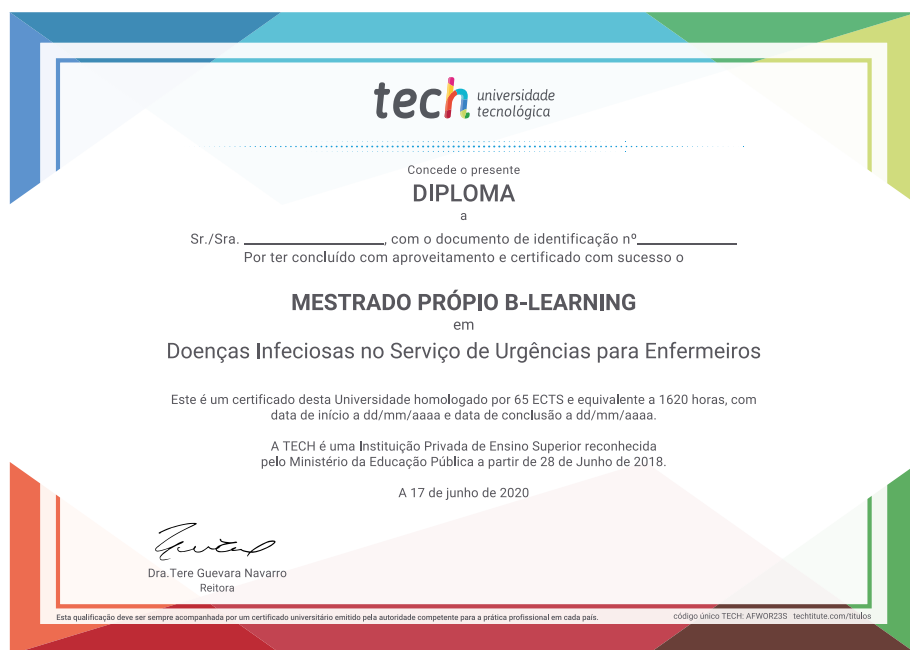 tech universidade
tecnológica
Concede o presente
DIPLOMA
a
Sr./Sra. ________________, com o documento de identificação nº____________
Por ter concluído com aproveitamento e certificado com sucesso o
MESTRADO PRÓPIO B-LEARNING
em
Doenças Infeciosas no Serviço de Urgências para Enfermeiros
Este é um certificado desta Universidade homologado por 65 ECTS e equivalente a 1620 horas, com
data de início a dd/mm/aaaa e data de conclusão a dd/mm/aaaa.
A TECH é uma Instituição Privada de Ensino Superior reconhecida
pelo Ministério da Educação Pública a partir de 28 de Junho de 2018.
A 17 de junho de 2020
Dra.Tere Guevara Navarro
Reitora
Esta qualificação deve ser sempre acompanhada por um certificado universitário emitido pela autoridade competente para a prática profissional em cada país.
código único TECH: AFWOR23S techtitute.com/titulos